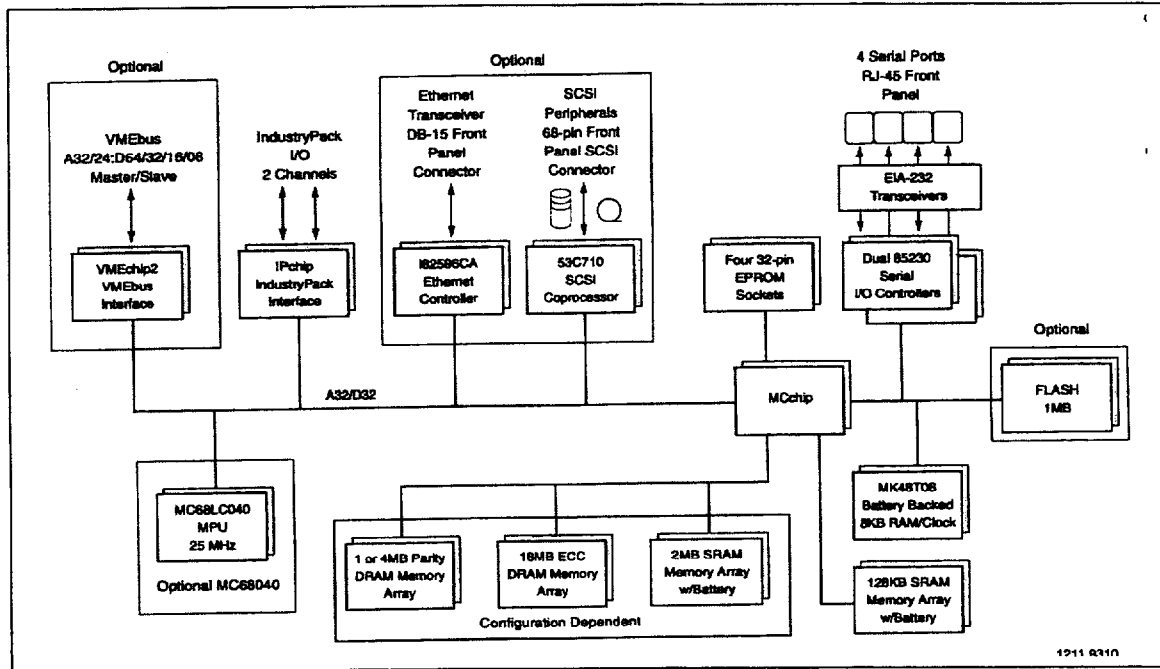 Optional
VMEbus
A32/24:D64/32/16/08
Master/Slave
VMEchip2
VMEbus
Interface
IndustryPack
I/O
2 Channels
IPchip
IndustryPack
Interface
Optional
Ethernet
Transceiver
DB-15 Front
Panel
Connector
SCSI
Peripherals
68-pin Front
Panel SCSI
Connector
i82596CA
Ethernet
Controller
53C710
SCSI
Coprocessor
4 Serial Ports
RJ-45 Front
Panel
EIA-232
Transceivers
Four 32-pin
EPROM
Sockets
Dual 85230
Serial
I/O Controllers
Optional
FLASH
1MB
A32/D32
MCchip
MC68LC040
MPU
25 MHz
Optional MC68040
1 or 4MB Parity
DRAM Memory
Array
16MB ECC
DRAM Memory
Array
2MB SRAM
Memory Array
w/Battery
Configuration Dependent
MK48T08
Battery Backed
8KB RAM/Clock
128KB SRAM
Memory Array
w/Battery
1211 9310